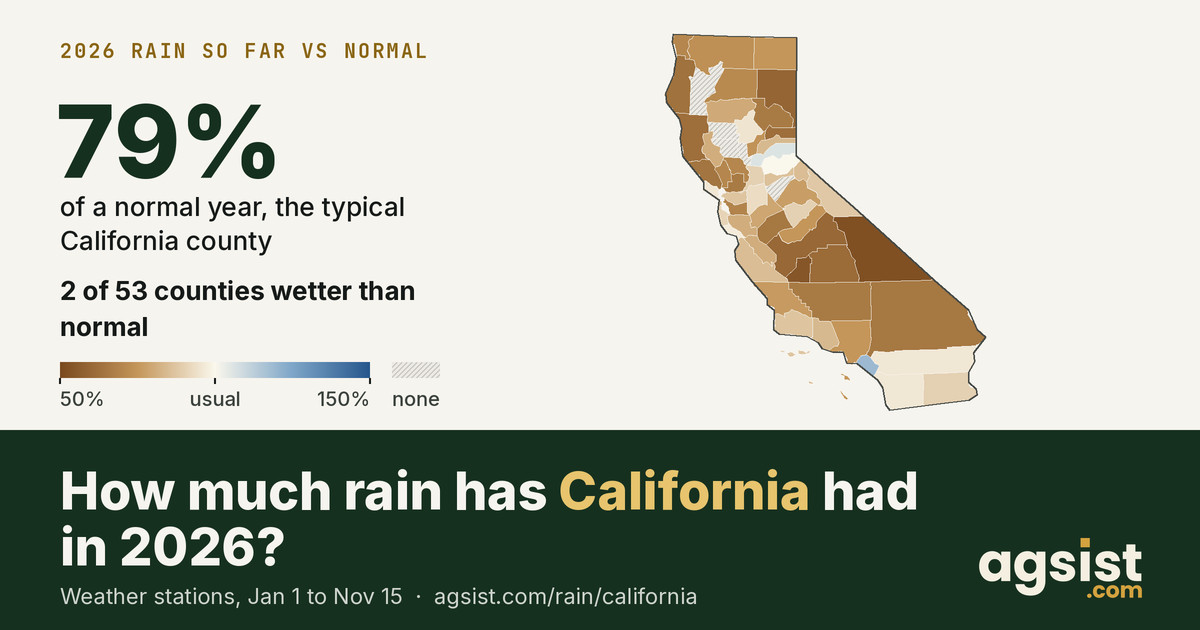 2026 RAIN SO FAR VS NORMAL
79%
of a normal year, the typical
California county
2 of 53 counties wetter than
normal
50% usual 150% none
How much rain has California had
in 2026?
Weather stations, Jan 1 to Nov 15 · agsist.com/rain/california
agsist
.com